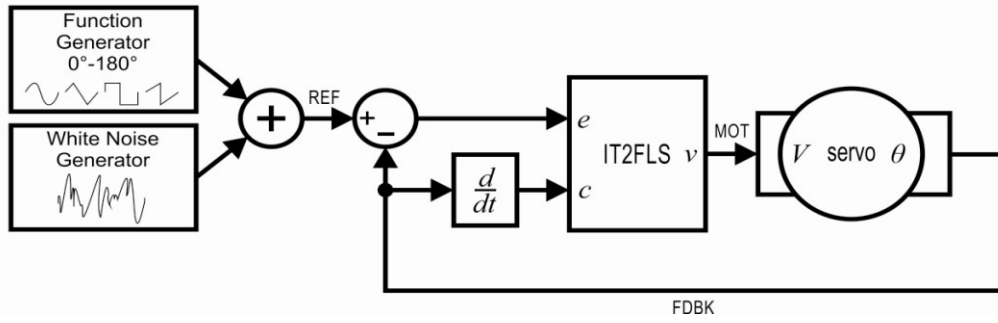 Function
Generator
0°-180°
White Noise
Generator
+
REF
+
−
d
dt
e
c
IT2FLS
v
MOT
V
servo
θ
FDBK